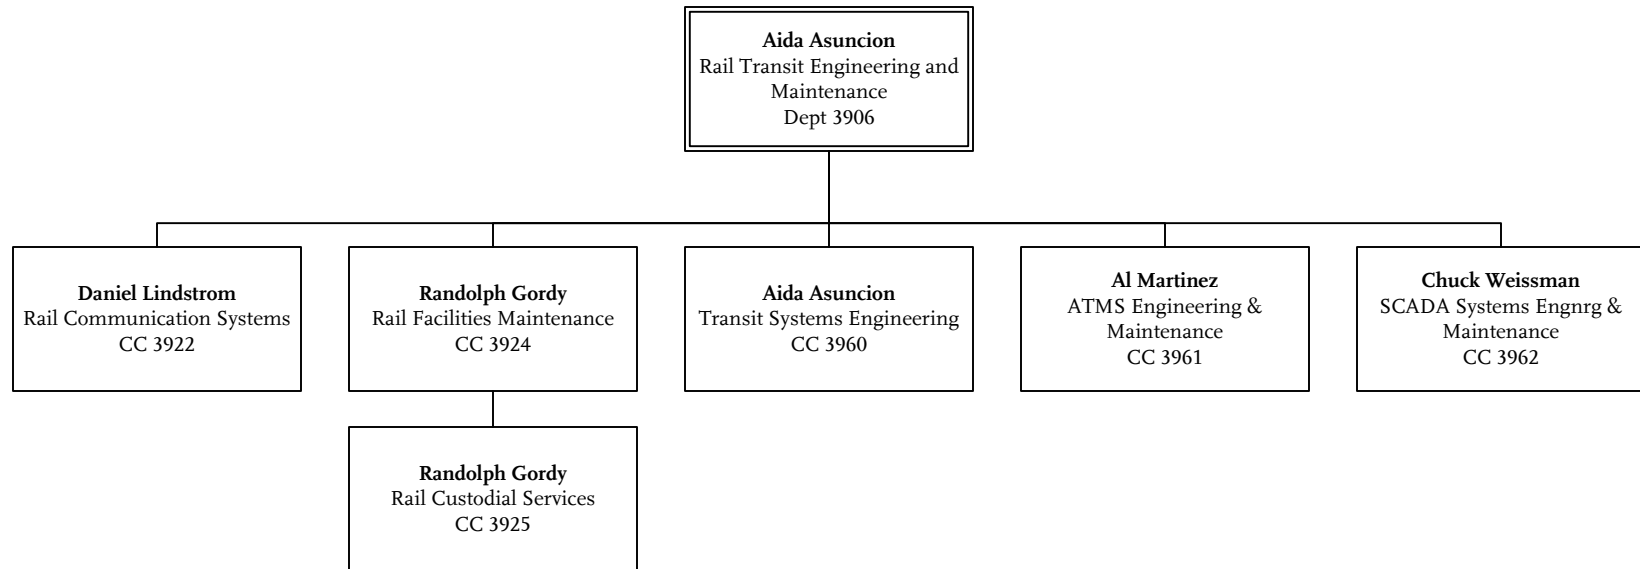 Aida Asuncion
Rail Transit Engineering and
Maintenance
Dept 3906
Daniel Lindstrom
Rail Communication Systems
CC 3922
Randolph Gordy
Rail Facilities Maintenance
CC 3924
Aida Asuncion
Transit Systems Engineering
CC 3960
Al Martinez
ATMS Engineering &
Maintenance
CC 3961
Chuck Weissman
SCADA Systems Engnrg &
Maintenance
CC 3962
Randolph Gordy
Rail Custodial Services
CC 3925